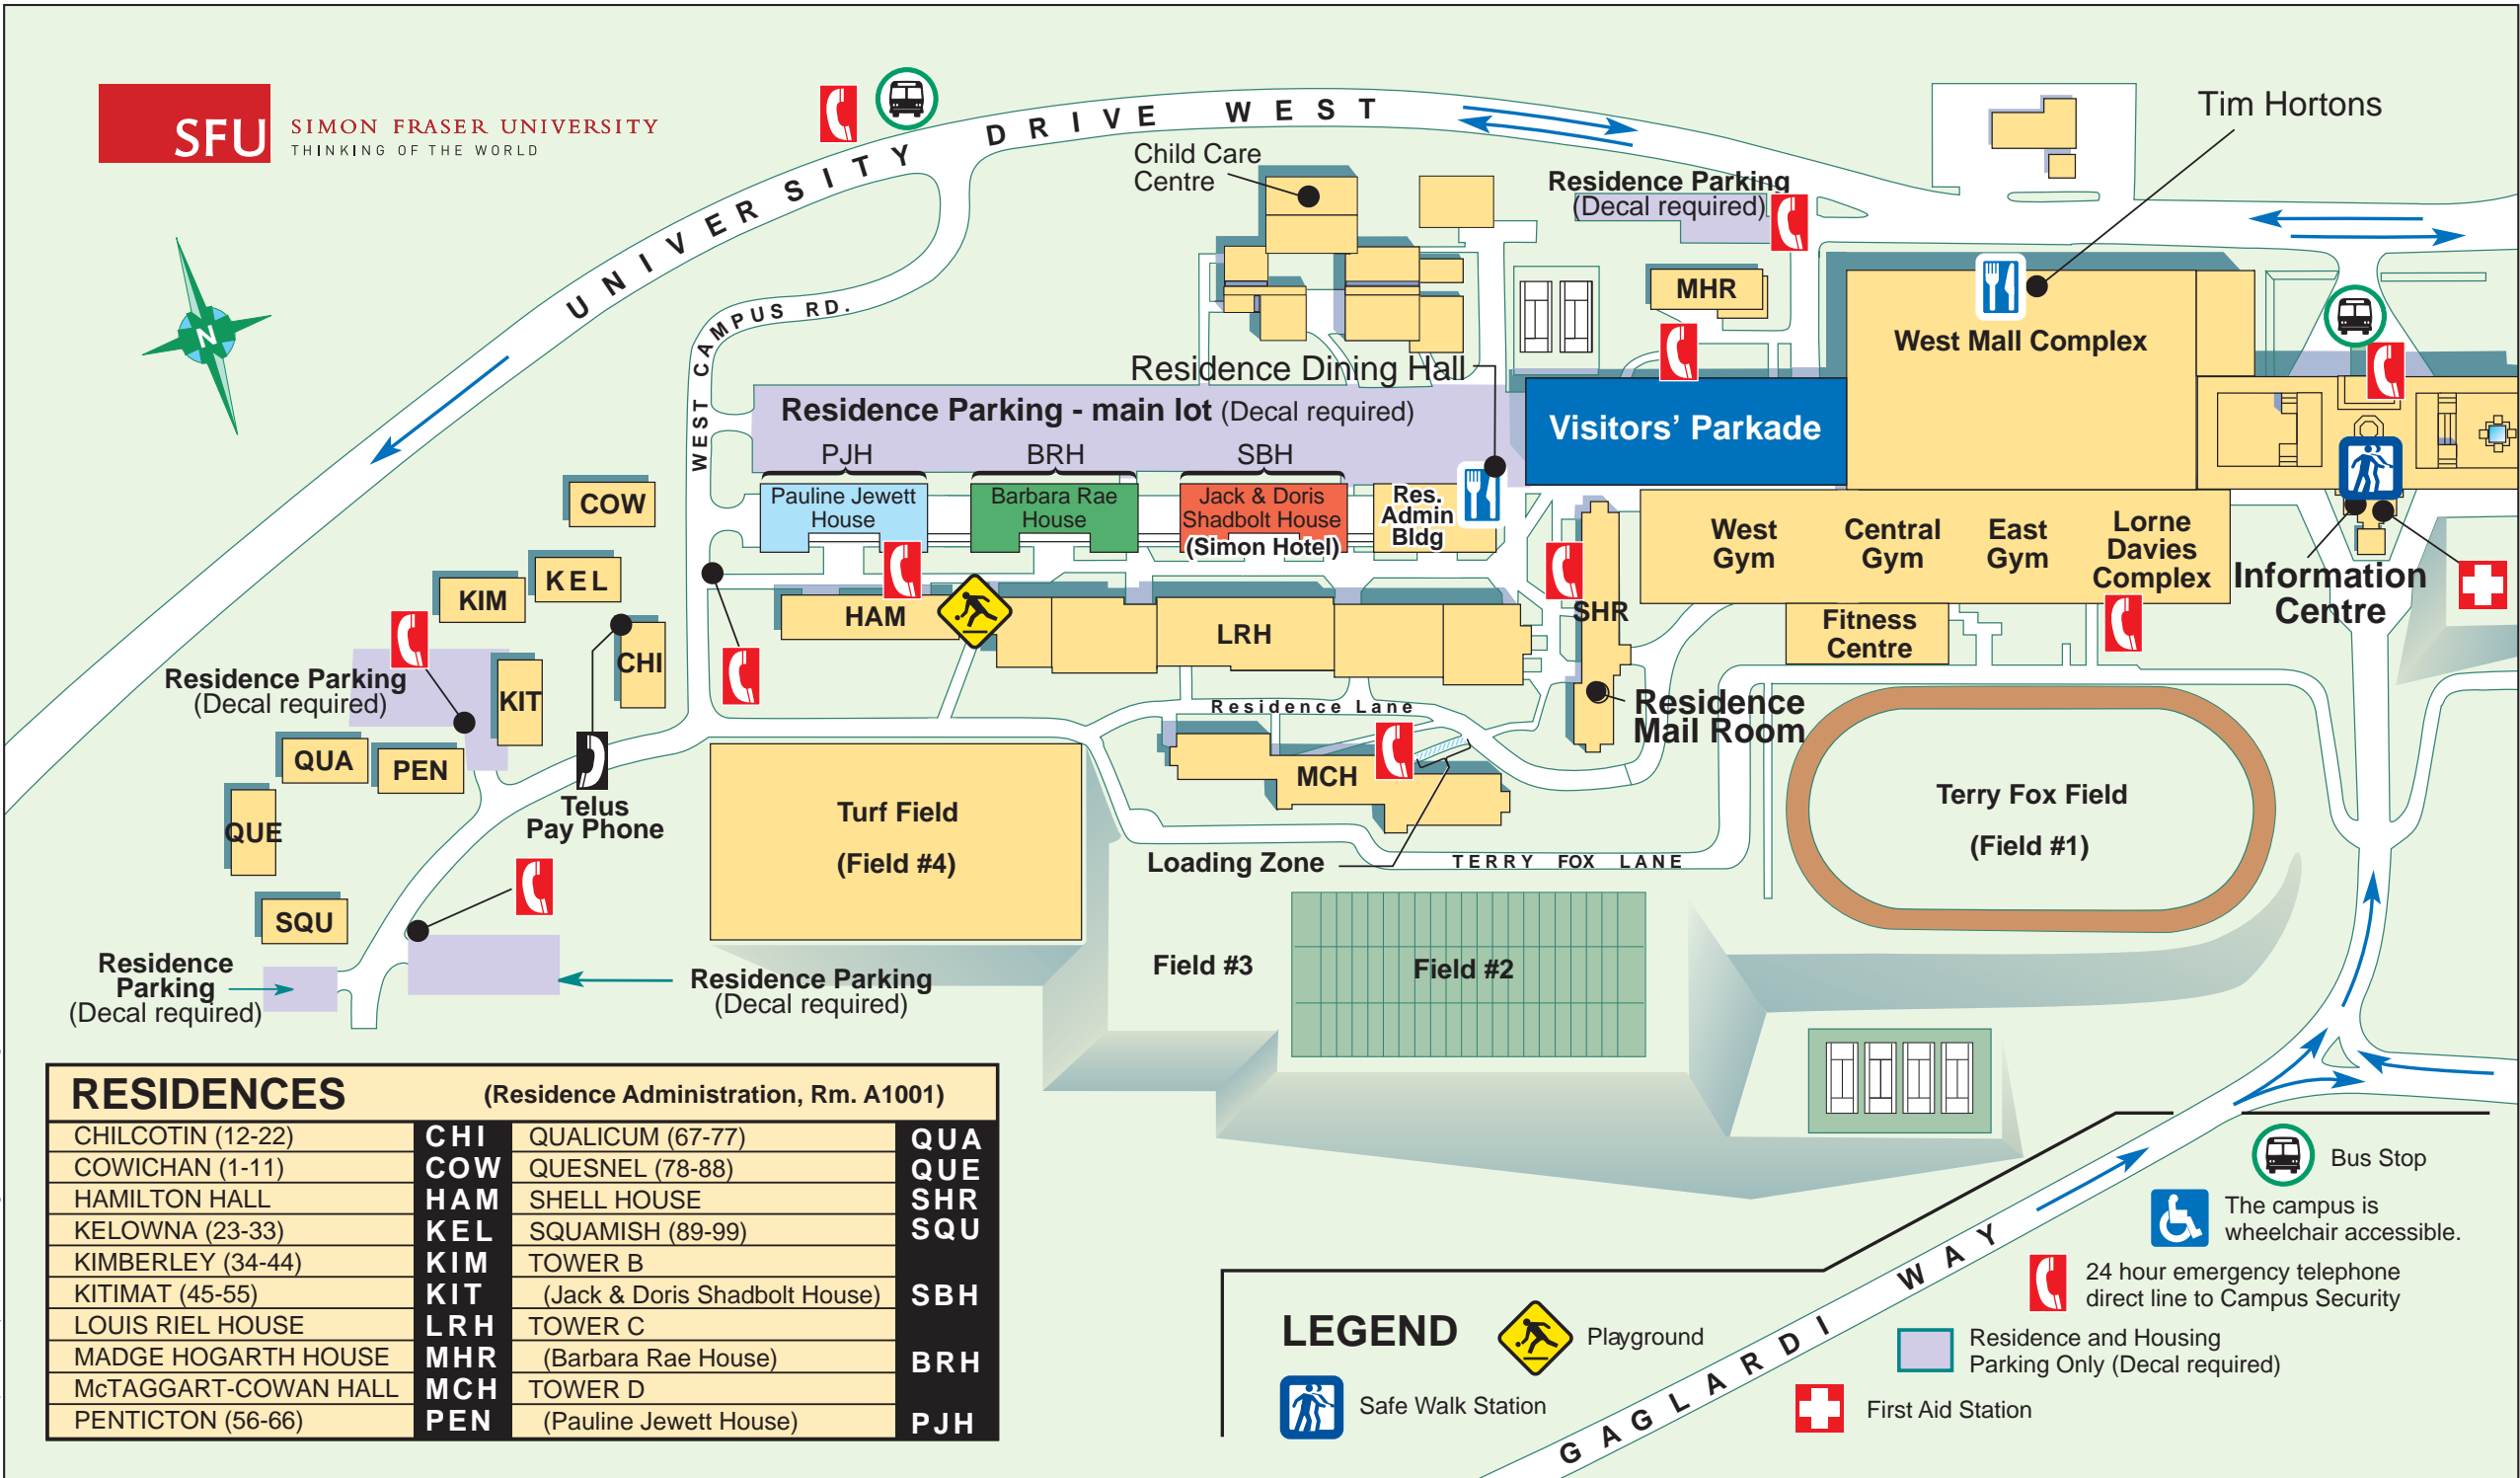 SFU
SIMON FRASER UNIVERSITY
THINKING OF THE WORLD
UNIVERSITY DRIVE WEST
Tim Hortons
Child Care
Centre
Residence Parking
(Decal required)
N
WEST CAMPUS RD.
MHR
West Mall Complex
Residence Dining Hall
Residence Parking - main lot (Decal required)
Visitors' Parkade
PJH
BRH
SBH
Pauline Jewett
House
Barbara Rae
House
Jack & Doris
Shadbolt House
(Simon Hotel)
Res.
Admin
Bldg
COW
KEL
KIM
CHI
KIT
West
Gym
Central
Gym
East
Gym
Lorne
Davies
Complex
Information
Centre
HAM
LRH
SHR
Fitness
Centre
Residence Parking
(Decal required)
Residence Lane
Residence
Mail Room
QUA
PEN
QUE
SQU
MCH
Telus
Pay Phone
Turf Field
(Field #4)
Terry Fox Field
(Field #1)
Loading Zone
TERRY FOX LANE
Field #3
Field #2
Residence
Parking
(Decal required)
Residence Parking
(Decal required)
RESIDENCES (Residence Administration, Rm. A1001)
CHILCOTIN (12-22) CHI QUALICUM (67-77) QUA
COWICHAN (1-11) COW QUESNEL (78-88) QUE
HAMILTON HALL HAM SHELL HOUSE SHR
KELOWNA (23-33) KEL SQUAMISH (89-99) SQU
KIMBERLEY (34-44) KIM TOWER B
KITIMAT (45-55) KIT (Jack & Doris Shadbolt House) SBH
LOUIS RIEL HOUSE LRH TOWER C
MADGE HOGARTH HOUSE MHR (Barbara Rae House) BRH
McTAGGART-COWAN HALL MCH TOWER D
PENTICTON (56-66) PEN (Pauline Jewett House) PJH
GAGLARDI WAY
LEGEND
Playground
Safe Walk Station
Bus Stop
The campus is
wheelchair accessible.
24 hour emergency telephone
direct line to Campus Security
Residence and Housing
Parking Only (Decal required)
First Aid Station